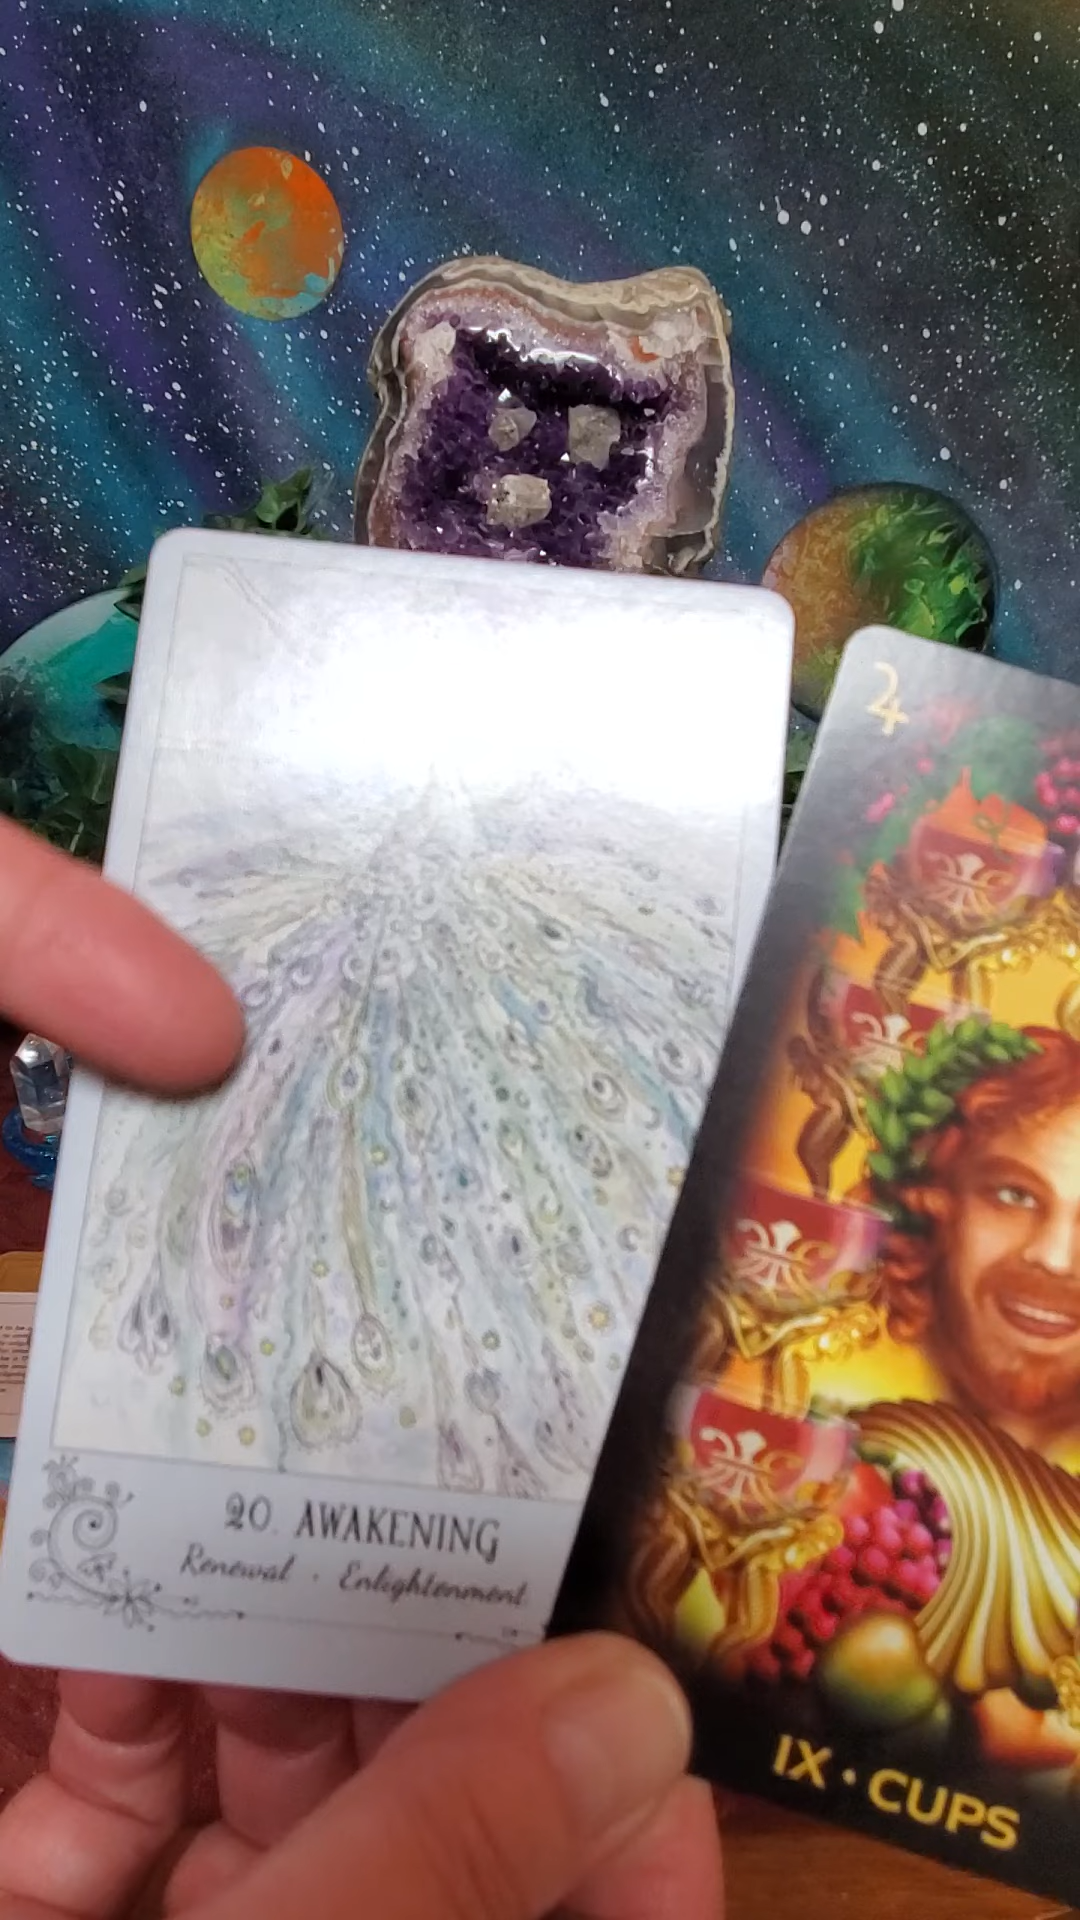 20. AWAKENING
Renewal · Enlightenment
IX · CUPS